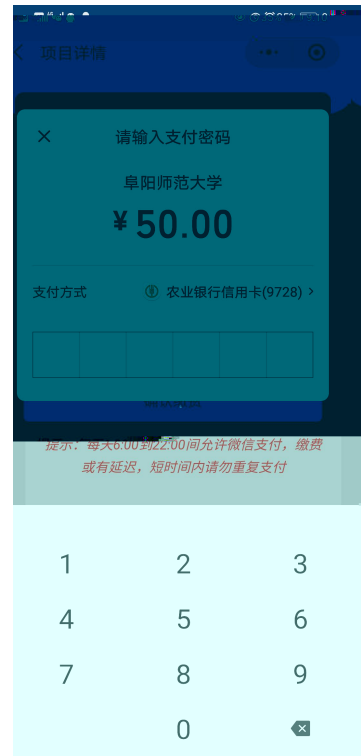 项目详情
请输入支付密码
阜阳师范大学
¥50.00
支付方式 农业银行信用卡(9728) >
提示：每天6:00到22:00间允许微信支付，缴费
或有延迟，短时间内请勿重复支付
1 2 3
4 5 6
7 8 9
0